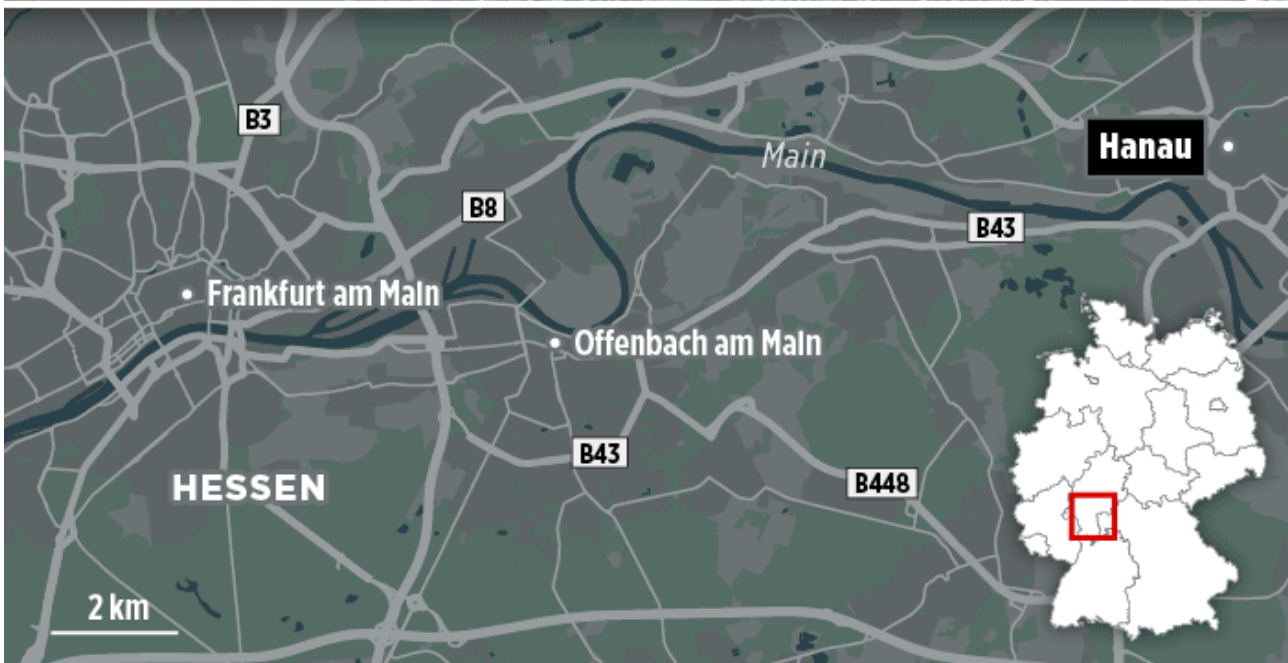 B3
Main
Hanau
B8
B43
Frankfurt am Main
Offenbach am Main
B43
B448
HESSEN
2 km